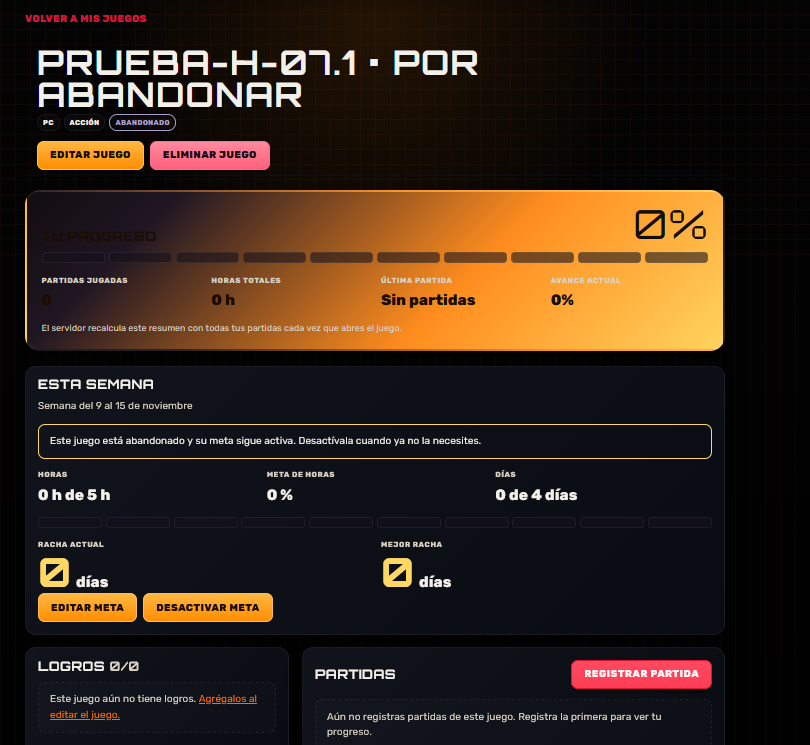 VOLVER A MIS JUEGOS
PRUEBA-H-07.1 · POR
ABANDONAR
PC ACCIÓN ABANDONADO
EDITAR JUEGO ELIMINAR JUEGO
TU PROGRESO 0%
PARTIDAS JUGADAS HORAS TOTALES ÚLTIMA PARTIDA AVANCE ACTUAL
0 0 h Sin partidas 0%
El servidor recalcula este resumen con todas tus partidas cada vez que abres el juego.
ESTA SEMANA
Semana del 9 al 15 de noviembre
Este juego está abandonado y su meta sigue activa. Desactívala cuando ya no la necesites.
HORAS META DE HORAS DÍAS
0 h de 5 h 0 % 0 de 4 días
RACHA ACTUAL MEJOR RACHA
0 días 0 días
EDITAR META DESACTIVAR META
LOGROS 0/0
Este juego aún no tiene logros. Agrégalos al
editar el juego.
PARTIDAS REGISTRAR PARTIDA
Aún no registras partidas de este juego. Registra la primera para ver tu
progreso.